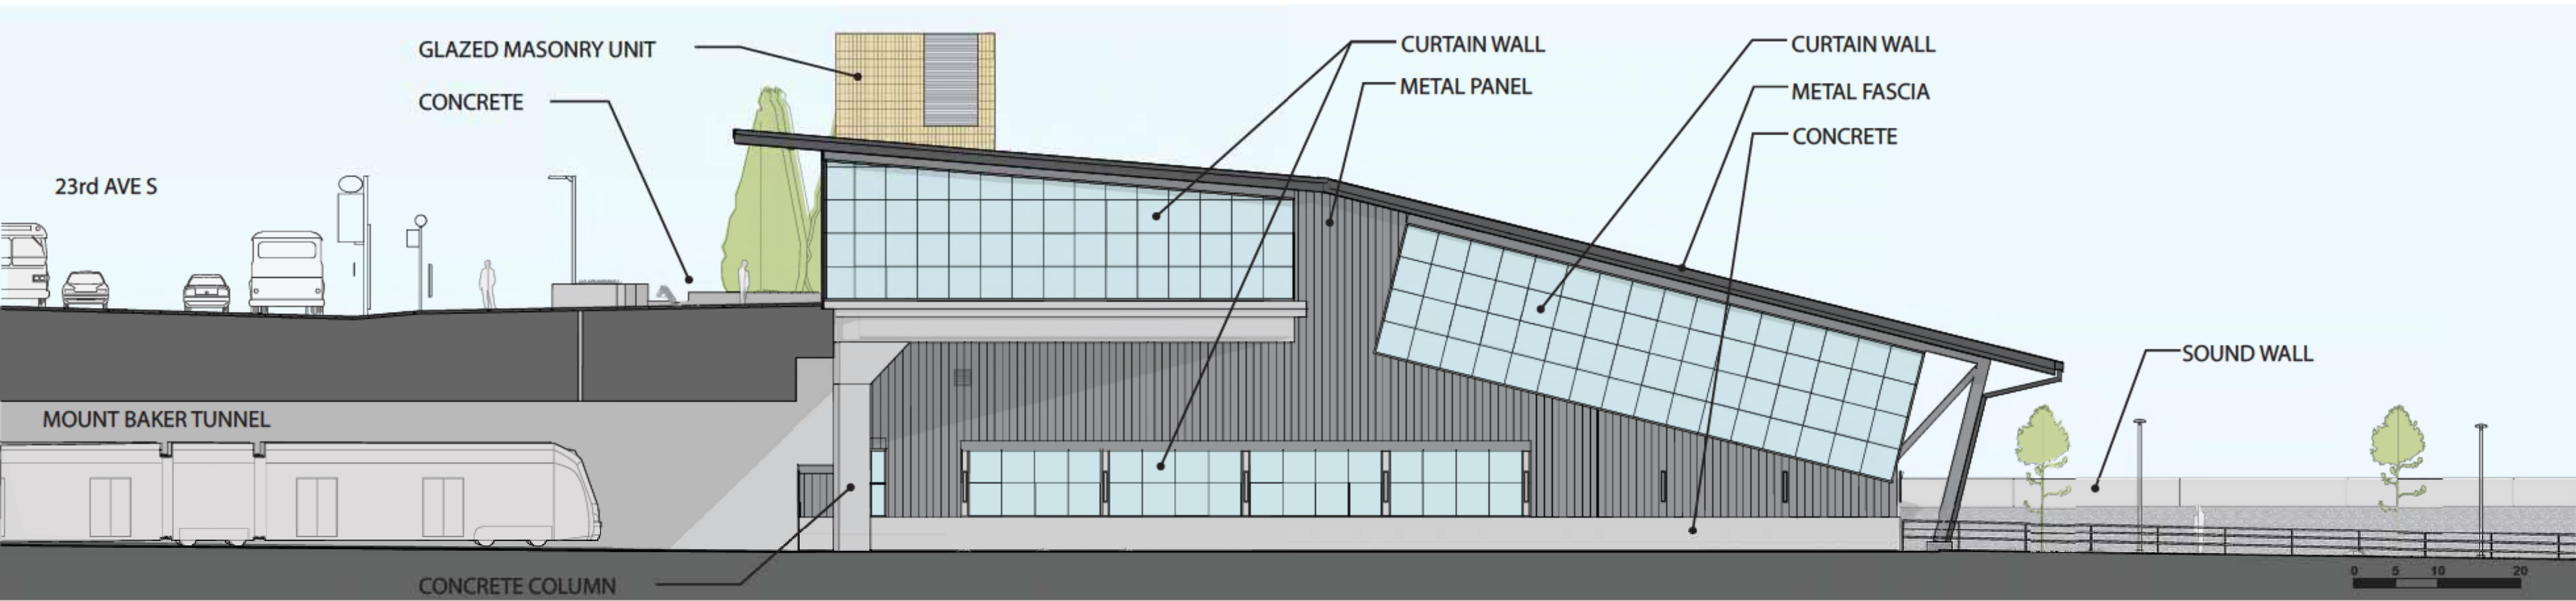 GLAZED MASONRY UNIT
CONCRETE
23rd AVE S
CURTAIN WALL
METAL PANEL
CURTAIN WALL
METAL FASCIA
CONCRETE
SOUND WALL
MOUNT BAKER TUNNEL
CONCRETE COLUMN
0 5 10 20